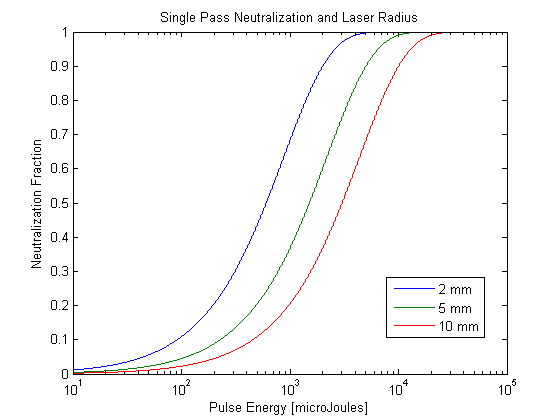 Single Pass Neutralization and Laser Radius
1
0.9
0.8
0.7
0.6
0.5
0.4
0.3
0.2
0.1
0
Neutralization Fraction
2 mm
5 mm
10 mm
10^1 10^2 10^3 10^4 10^5
Pulse Energy [microJoules]